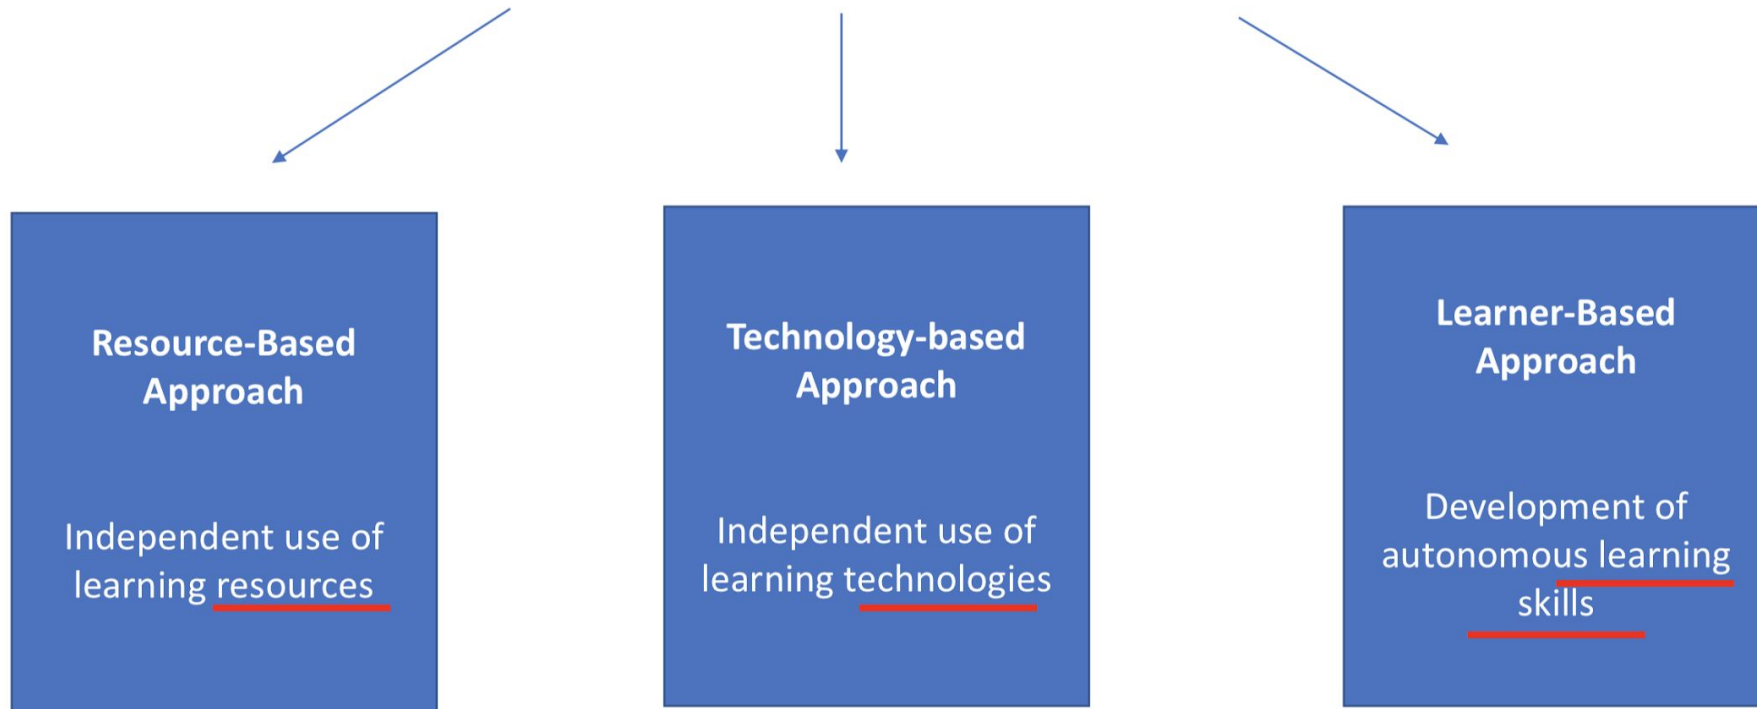 Resource-Based
Approach
Independent use of
learning resources
Technology-based
Approach
Independent use of
learning technologies
Learner-Based
Approach
Development of
autonomous learning
skills